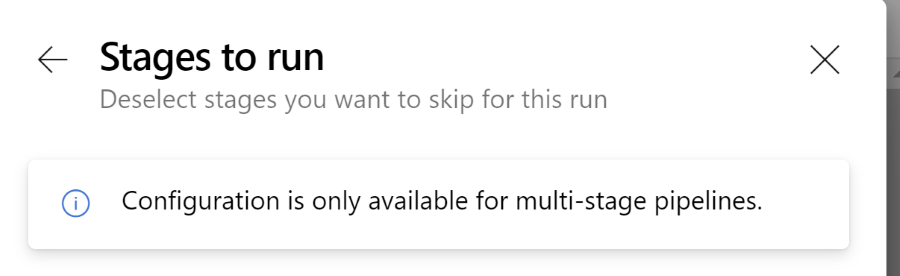 Stages to run
Deselect stages you want to skip for this run
Configuration is only available for multi-stage pipelines.